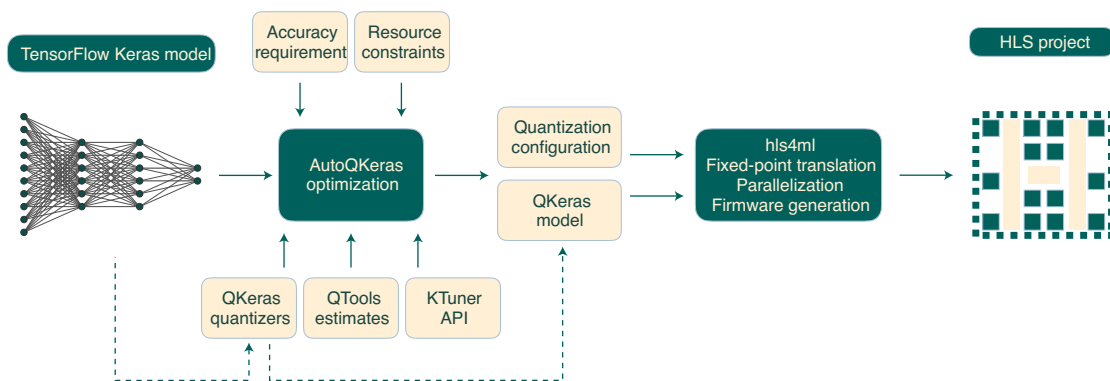 TensorFlow Keras model
Accuracy
requirement
Resource
constraints
HLS project
AutoQKeras
optimization
Quantization
configuration
QKeras
model
hls4ml
Fixed-point translation
Parallelization
Firmware generation
QKeras
quantizers
QTools
estimates
KTuner
API